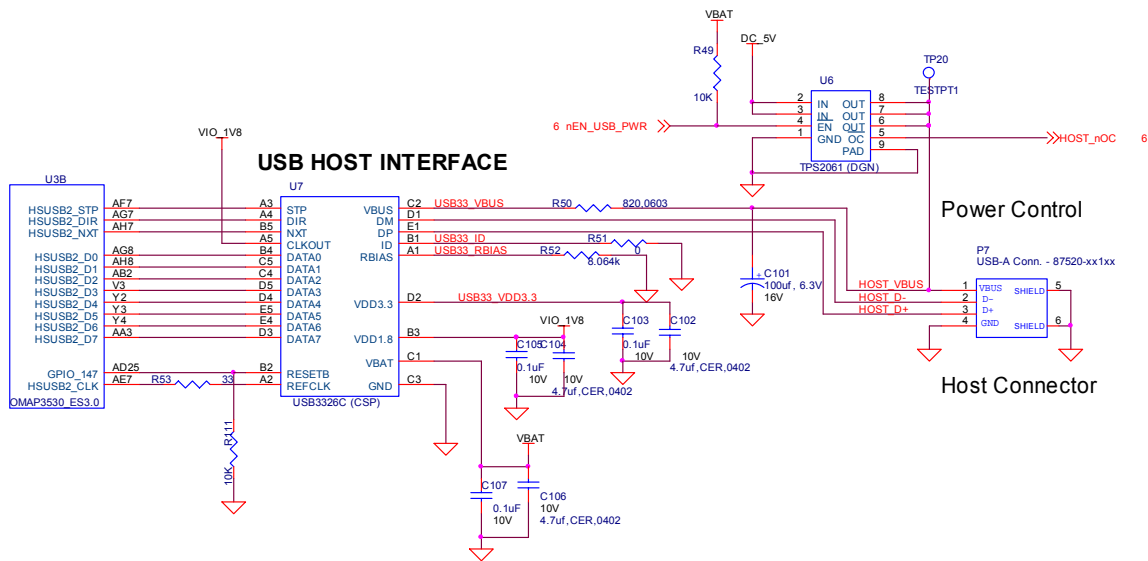 VBAT
R49
10K
DC_5V
TP20
TESTPT1
U6
2 IN OUT 8
3 IN OUT 7
4 EN OUT 6
1 GND OC 5
PAD 9
TPS2061 (DGN)
6 nEN_USB_PWR
HOST_nOC 6
VIO_1V8
USB HOST INTERFACE
Power Control
U3B
HSUSB2_STP AF7
HSUSB2_DIR AG7
HSUSB2_NXT AH7
HSUSB2_D0 AG8
HSUSB2_D1 AH8
HSUSB2_D2 AB2
HSUSB2_D3 V3
HSUSB2_D4 Y2
HSUSB2_D5 Y3
HSUSB2_D6 Y4
HSUSB2_D7 AA3
GPIO_147 AD25
HSUSB2_CLK AE7
OMAP3530_ES3.0
R53 33
R111
10K
U7
A3 STP
A4 DIR
B5 NXT
A5 CLKOUT
B4 DATA0
C5 DATA1
C4 DATA2
D5 DATA3
D4 DATA4
E5 DATA5
E4 DATA6
D3 DATA7
B2 RESETB
A2 REFCLK
VBUS C2 USB33_VBUS
DM D1
DP E1
ID B1 USB33_ID
RBIAS A1 USB33_RBIAS
VDD3.3 D2 USB33_VDD3.3
VDD1.8 B3
VBAT C1
GND C3
USB3326C (CSP)
R50 820,0603
R51
0
R52
8.064k
C101
100uf, 6.3V
16V
VIO_1V8
C105
0.1uF
10V
C104
10V
4.7uf,CER,0402
C103
0.1uF
10V
C102
10V
4.7uf,CER,0402
VBAT
C107
0.1uF
10V
C106
10V
4.7uf,CER,0402
P7
USB-A Conn. - 87520-xx1xx
HOST_VBUS 1 VBUS SHIELD 5
HOST_D- 2 D-
HOST_D+ 3 D+
4 GND SHIELD 6
Host Connector